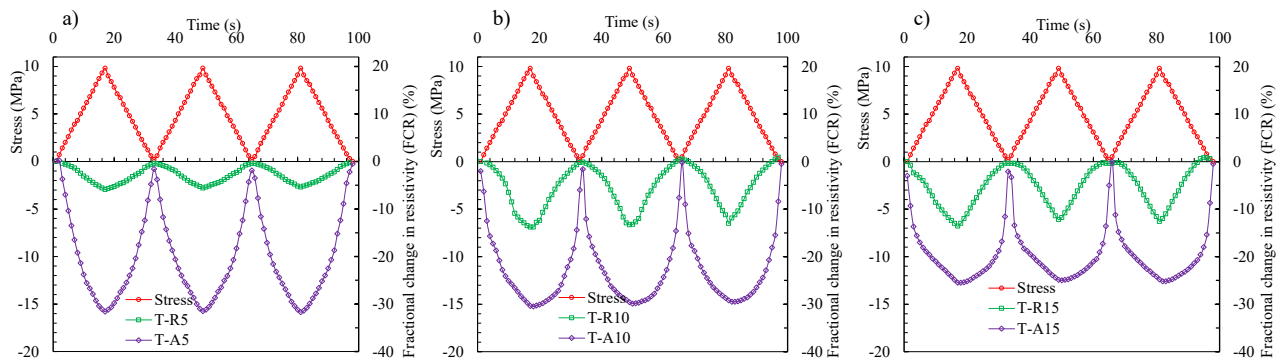 a)
Time (s)
0 20 40 60 80 100
Stress (MPa)
10
5
0
-5
-10
-15
-20
20
10
0
-10
-20
-30
-40
Fractional change in resistivity (FCR) (%)
Stress
T-R5
T-A5
b)
Time (s)
0 20 40 60 80 100
Stress (MPa)
10
5
0
-5
-10
-15
-20
20
10
0
-10
-20
-30
-40
Fractional change in resistivity (FCR) (%)
Stress
T-R10
T-A10
c)
Time (s)
0 20 40 60 80 100
Stress (MPa)
10
5
0
-5
-10
-15
-20
20
10
0
-10
-20
-30
-40
Fractional change in resistivity (FCR) (%)
Stress
T-R15
T-A15